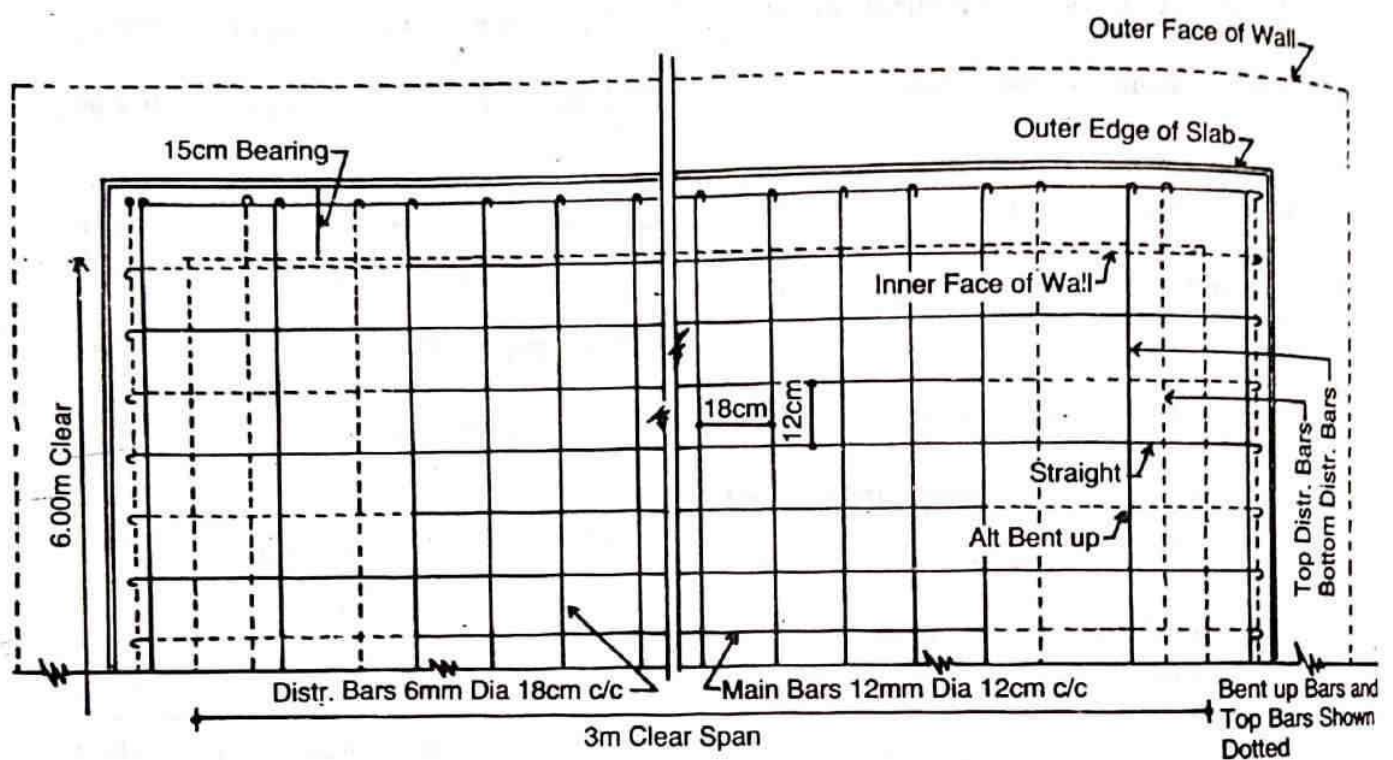 Outer Face of Wall
Outer Edge of Slab
15cm Bearing
Inner Face of Wall
6.00m Clear
18cm
12cm
Straight
Alt Bent up
Top Distr. Bars
Bottom Distr. Bars
Distr. Bars 6mm Dia 18cm c/c
Main Bars 12mm Dia 12cm c/c
3m Clear Span
Bent up Bars and
Top Bars Shown
Dotted